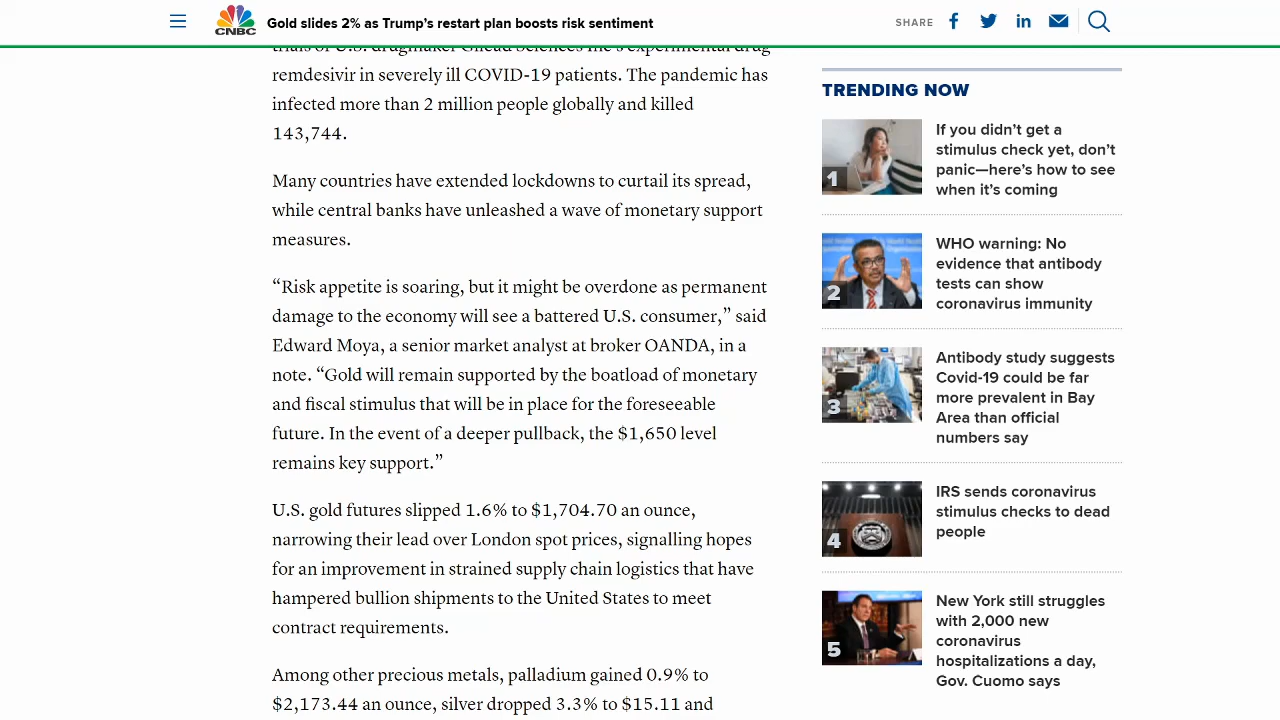 CNBC
Gold slides 2% as Trump’s restart plan boosts risk sentiment
SHARE
trials of U.S. drugmaker Gilead Sciences Inc’s experimental drug
remdesivir in severely ill COVID-19 patients. The pandemic has
infected more than 2 million people globally and killed
143,744.
Many countries have extended lockdowns to curtail its spread,
while central banks have unleashed a wave of monetary support
measures.
“Risk appetite is soaring, but it might be overdone as permanent
damage to the economy will see a battered U.S. consumer,” said
Edward Moya, a senior market analyst at broker OANDA, in a
note. “Gold will remain supported by the boatload of monetary
and fiscal stimulus that will be in place for the foreseeable
future. In the event of a deeper pullback, the $1,650 level
remains key support.”
U.S. gold futures slipped 1.6% to $1,704.70 an ounce,
narrowing their lead over London spot prices, signalling hopes
for an improvement in strained supply chain logistics that have
hampered bullion shipments to the United States to meet
contract requirements.
Among other precious metals, palladium gained 0.9% to
$2,173.44 an ounce, silver dropped 3.3% to $15.11 and
TRENDING NOW
1
If you didn’t get a
stimulus check yet, don’t
panic—here’s how to see
when it’s coming
2
WHO warning: No
evidence that antibody
tests can show
coronavirus immunity
3
Antibody study suggests
Covid-19 could be far
more prevalent in Bay
Area than official
numbers say
4
IRS sends coronavirus
stimulus checks to dead
people
5
New York still struggles
with 2,000 new
coronavirus
hospitalizations a day,
Gov. Cuomo says